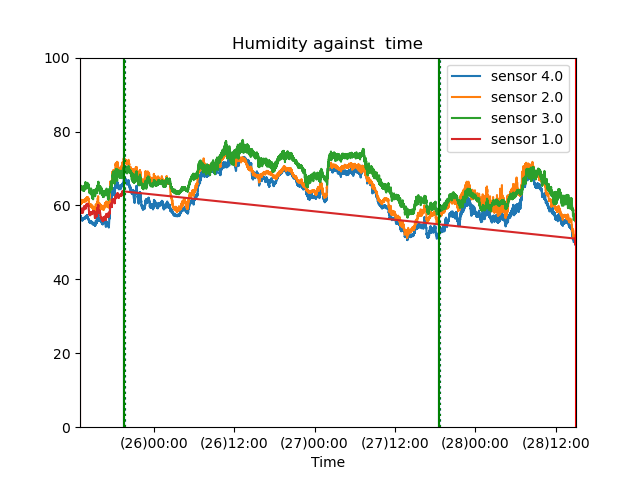 Humidity against  time
100
80
60
40
20
0
sensor 4.0
sensor 2.0
sensor 3.0
sensor 1.0
(26)00:00 (26)12:00 (27)00:00 (27)12:00 (28)00:00 (28)12:00
Time